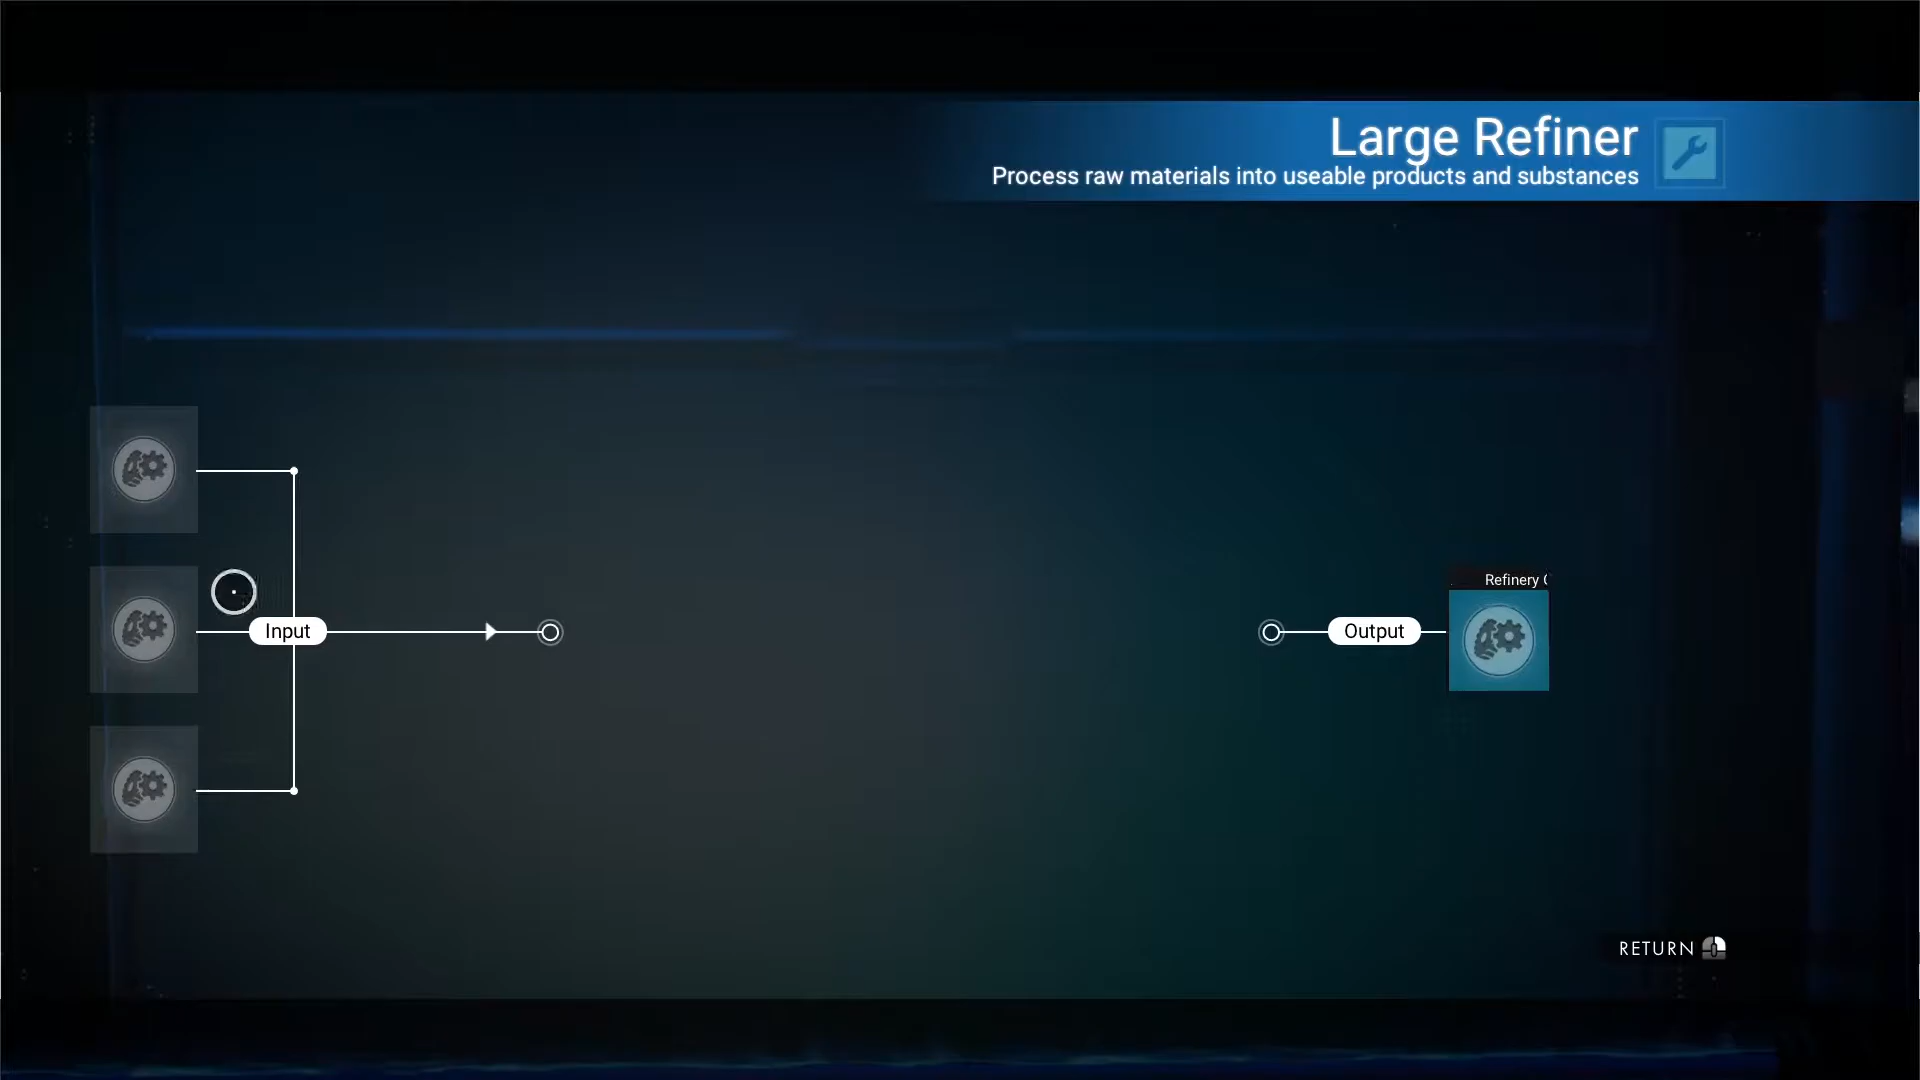 Large Refiner
Process raw materials into useable products and substances
Refinery
Input
Output
RETURN